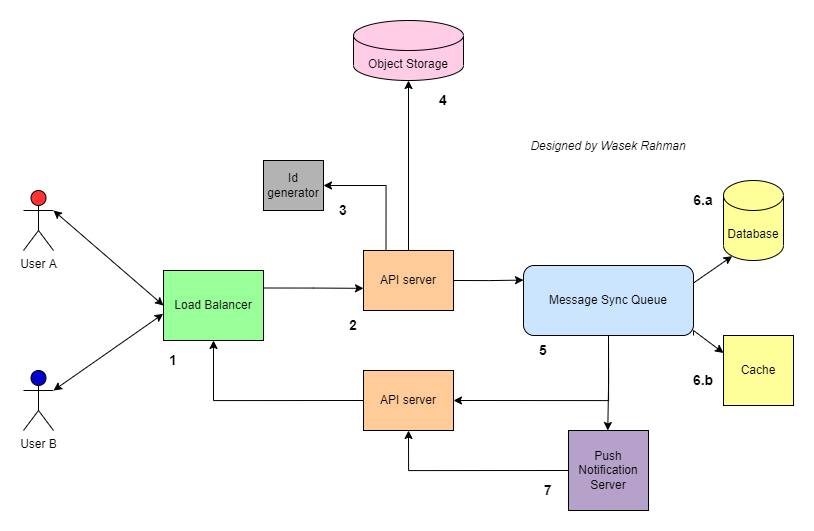 Object Storage
4
Designed by Wasek Rahman
Id
generator
3
6.a
Database
User A
API server
Load Balancer
2
Message Sync Queue
1
5
6.b
Cache
API server
User B
Push
Notification
Server
7